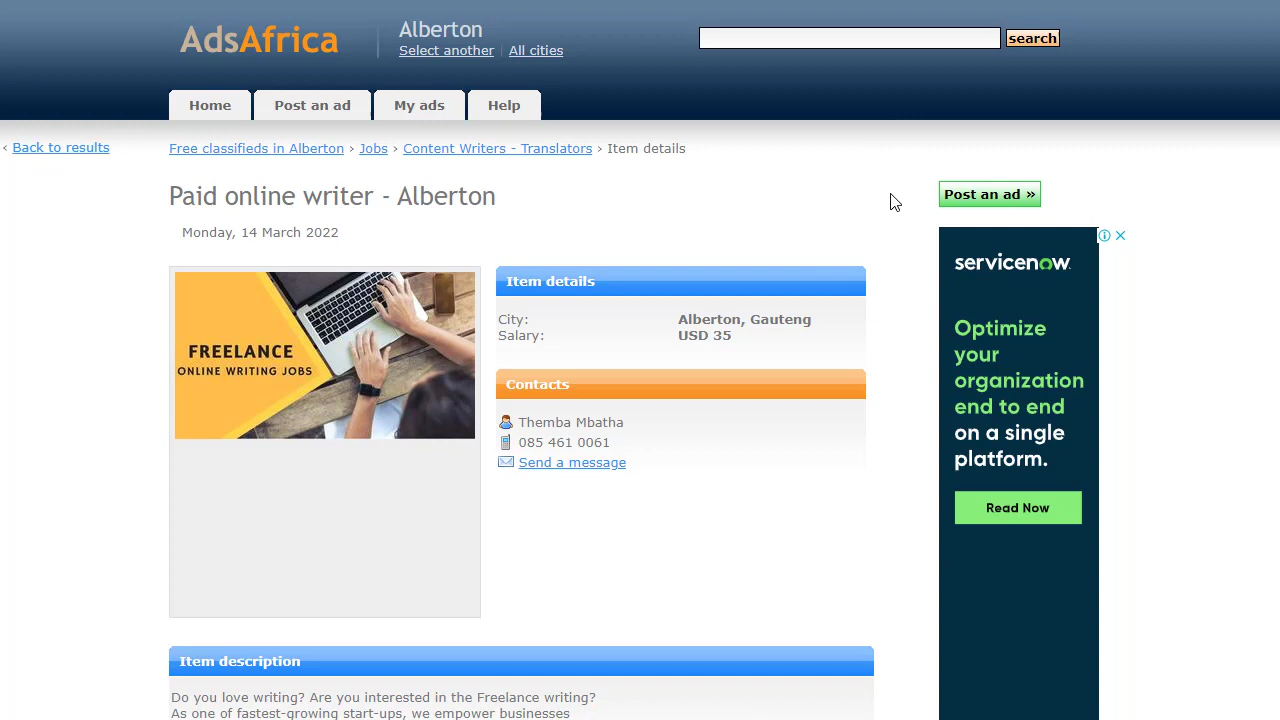 AdsAfrica
Alberton
Select another | All cities
search
Home
Post an ad
My ads
Help
‹ Back to results
Free classifieds in Alberton › Jobs › Content Writers - Translators › Item details
Paid online writer - Alberton
Post an ad »
Monday, 14 March 2022
FREELANCE
ONLINE WRITING JOBS
Item details
City: Alberton, Gauteng
Salary: USD 35
Contacts
Themba Mbatha
085 461 0061
Send a message
servicenow.
Optimize
your
organization
end to end
on a single
platform.
Read Now
Item description
Do you love writing? Are you interested in the Freelance writing?
As one of fastest-growing start-ups, we empower businesses